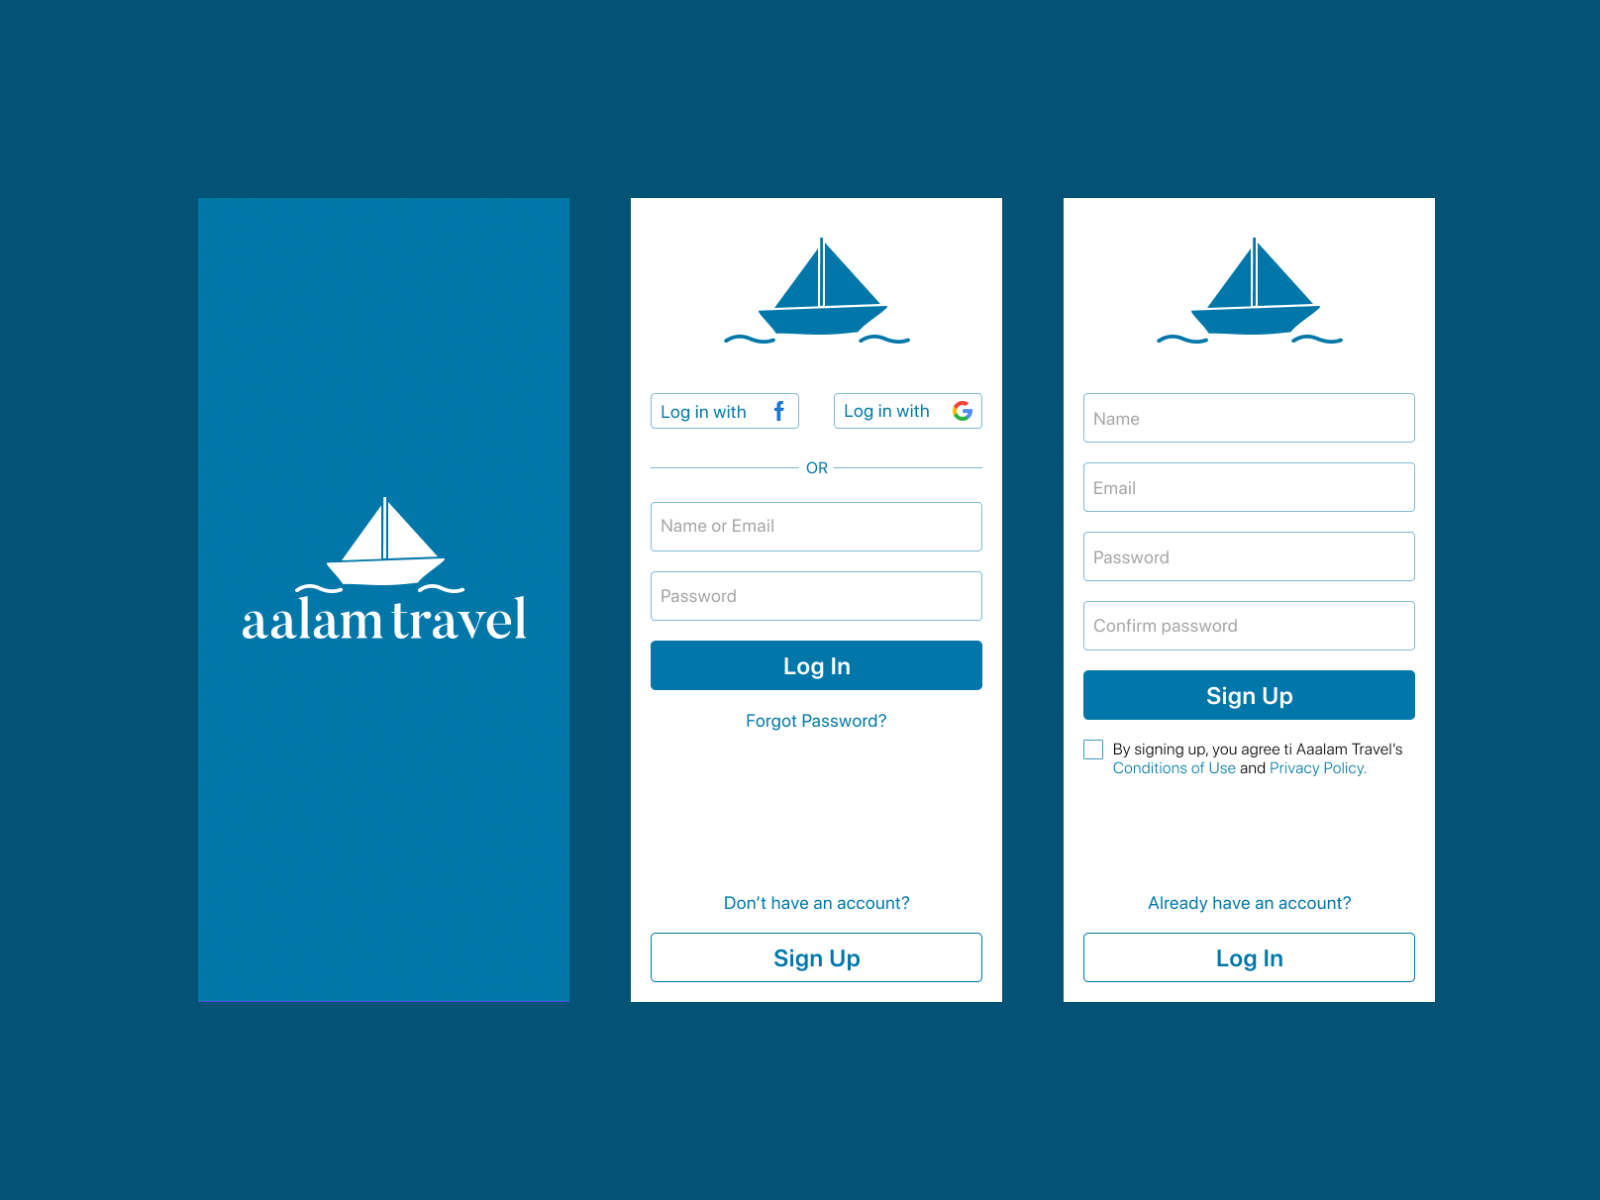 aalam travel
Log in with
Log in with
OR
Name or Email
Password
Log In
Forgot Password?
Don't have an account?
Sign Up
Name
Email
Password
Confirm password
Sign Up
By signing up, you agree ti Aaalam Travel's
Conditions of Use and Privacy Policy.
Already have an account?
Log In